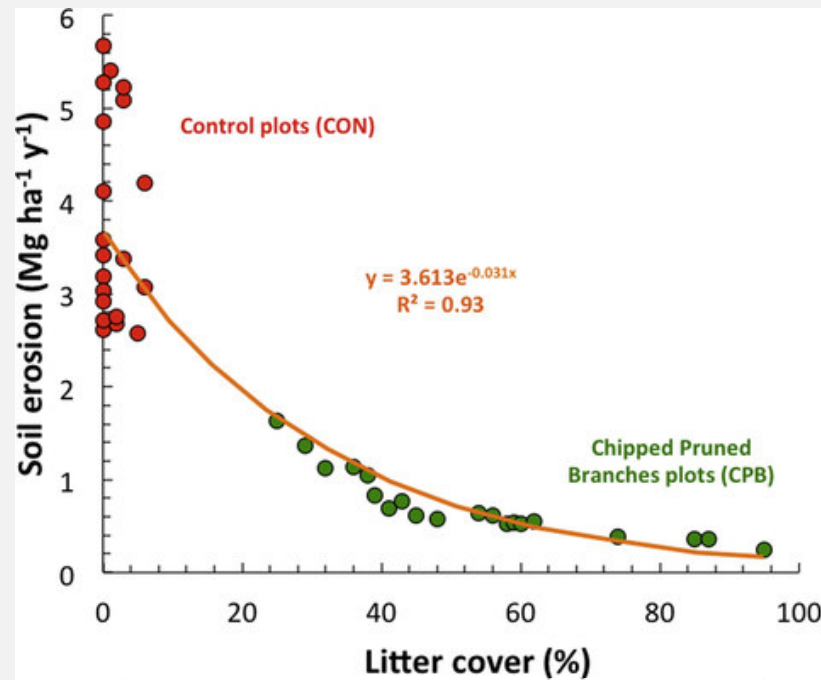 6
5
4
3
2
1
0
Soil erosion (Mg ha⁻¹ y⁻¹)
Control plots (CON)
y = 3.613e⁻⁰·⁰³¹ˣ
R² = 0.93
Chipped Pruned
Branches plots (CPB)
0 20 40 60 80 100
Litter cover (%)